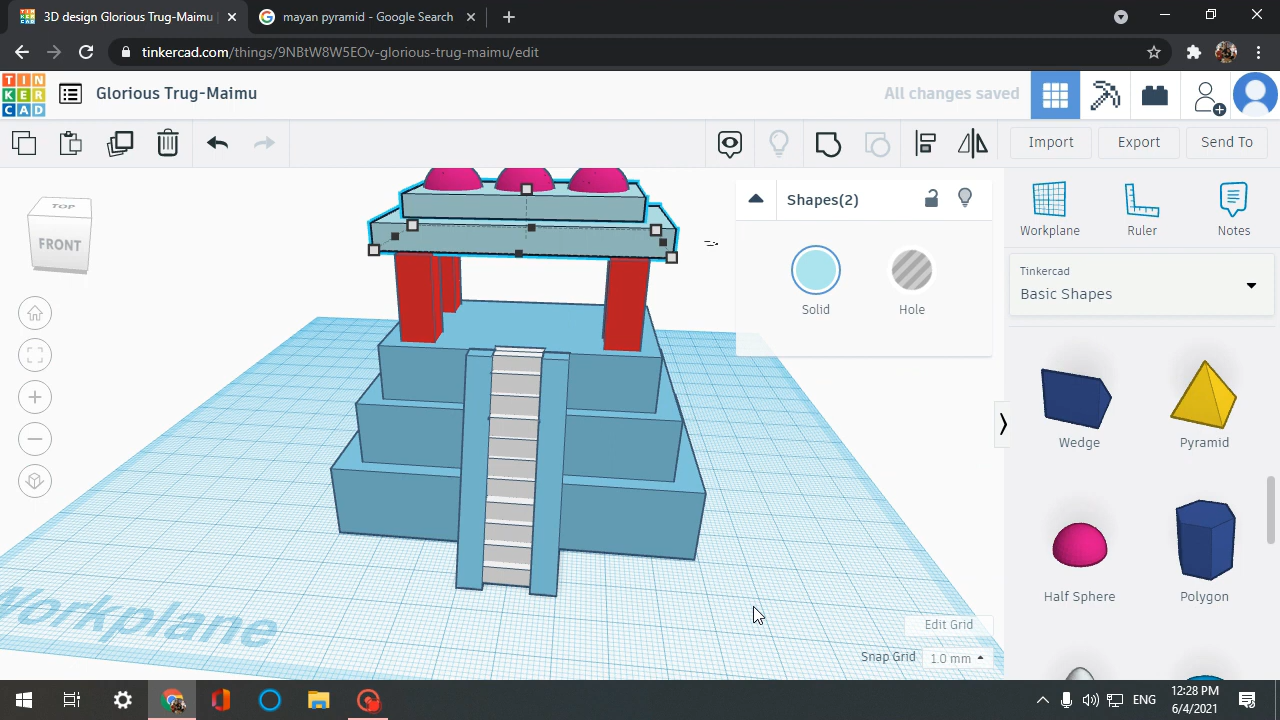 3D design Glorious Trug-Maimu
mayan pyramid - Google Search
tinkercad.com/things/9NBtW8W5EOv-glorious-trug-maimu/edit
TIN
KER
CAD
Glorious Trug-Maimu
All changes saved
Import
Export
Send To
TOP
FRONT
Shapes(2)
Solid
Hole
Workplane
Ruler
Notes
Tinkercad
Basic Shapes
Wedge
Pyramid
Half Sphere
Polygon
Workplane
Edit Grid
Snap Grid 1.0 mm
ENG
12:28 PM
6/4/2021